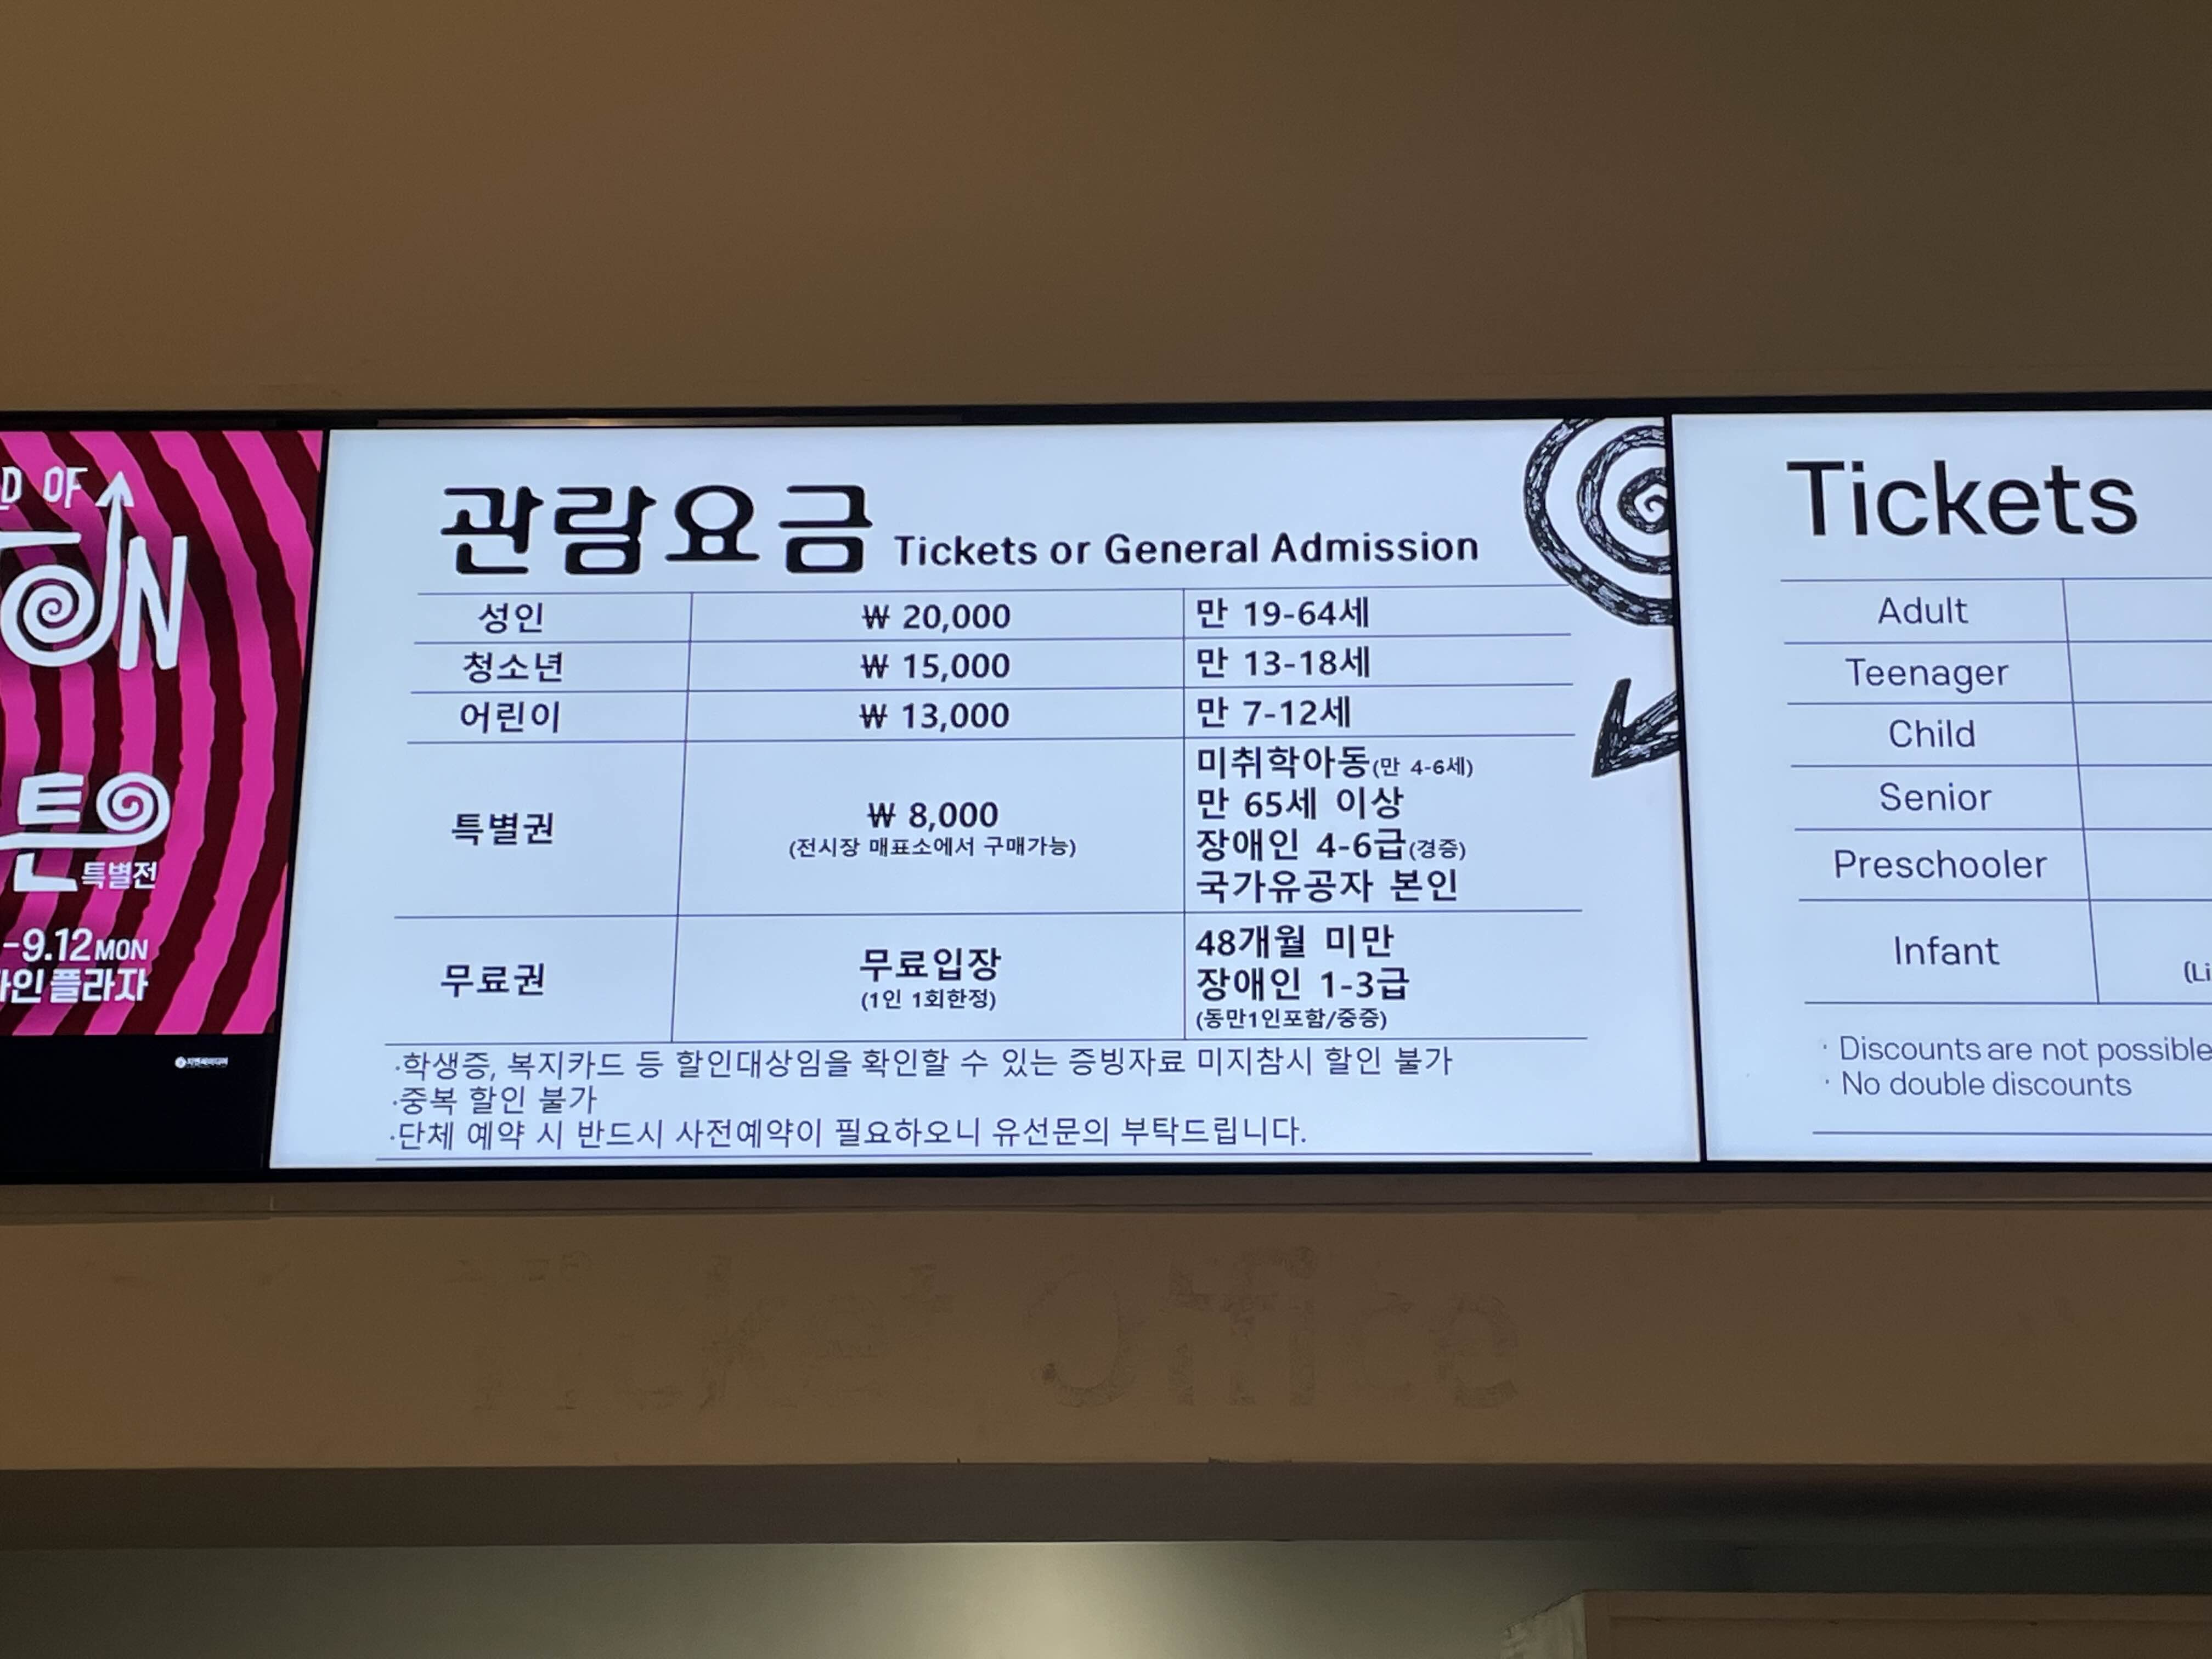 D OF
ON
튼
특별전
-9.12 MON
인플라자
관람요금 Tickets or General Admission
성인 ₩ 20,000 만 19-64세
청소년 ₩ 15,000 만 13-18세
어린이 ₩ 13,000 만 7-12세
미취학아동(만 4-6세)
만 65세 이상
특별권 ₩ 8,000
(전시장 매표소에서 구매가능)
장애인 4-6급(경증)
국가유공자 본인
48개월 미만
무료권 무료입장
(1인 1회한정)
장애인 1-3급
(동만1인포함/중증)
·학생증, 복지카드 등 할인대상임을 확인할 수 있는 증빙자료 미지참시 할인 불가
·중복 할인 불가
·단체 예약 시 반드시 사전예약이 필요하오니 유선문의 부탁드립니다.
Tickets
Adult
Teenager
Child
Senior
Preschooler
Infant
(Li
· Discounts are not possible
· No double discounts
Ticket Office